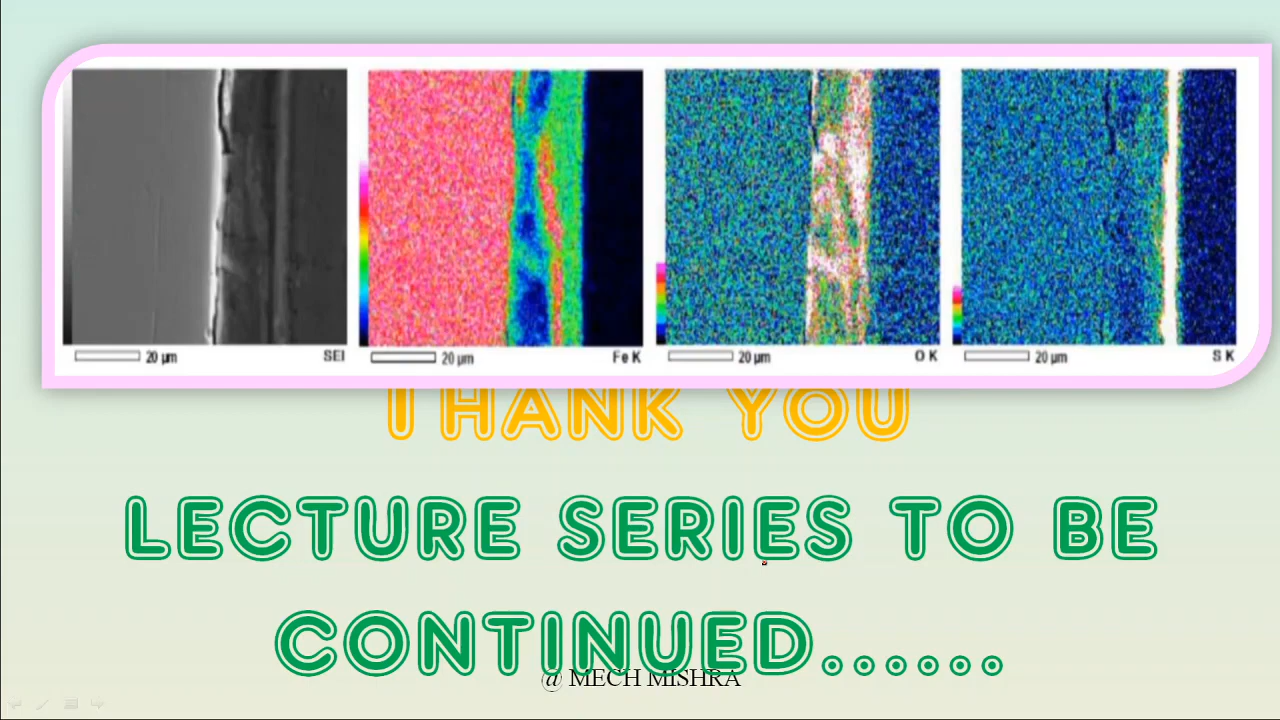 20 µm SEI 20 µm Fe K 20 µm O K 20 µm S K
THANK YOU
LECTURE SERIES TO BE
CONTINUED......
@ MECH MISHRA